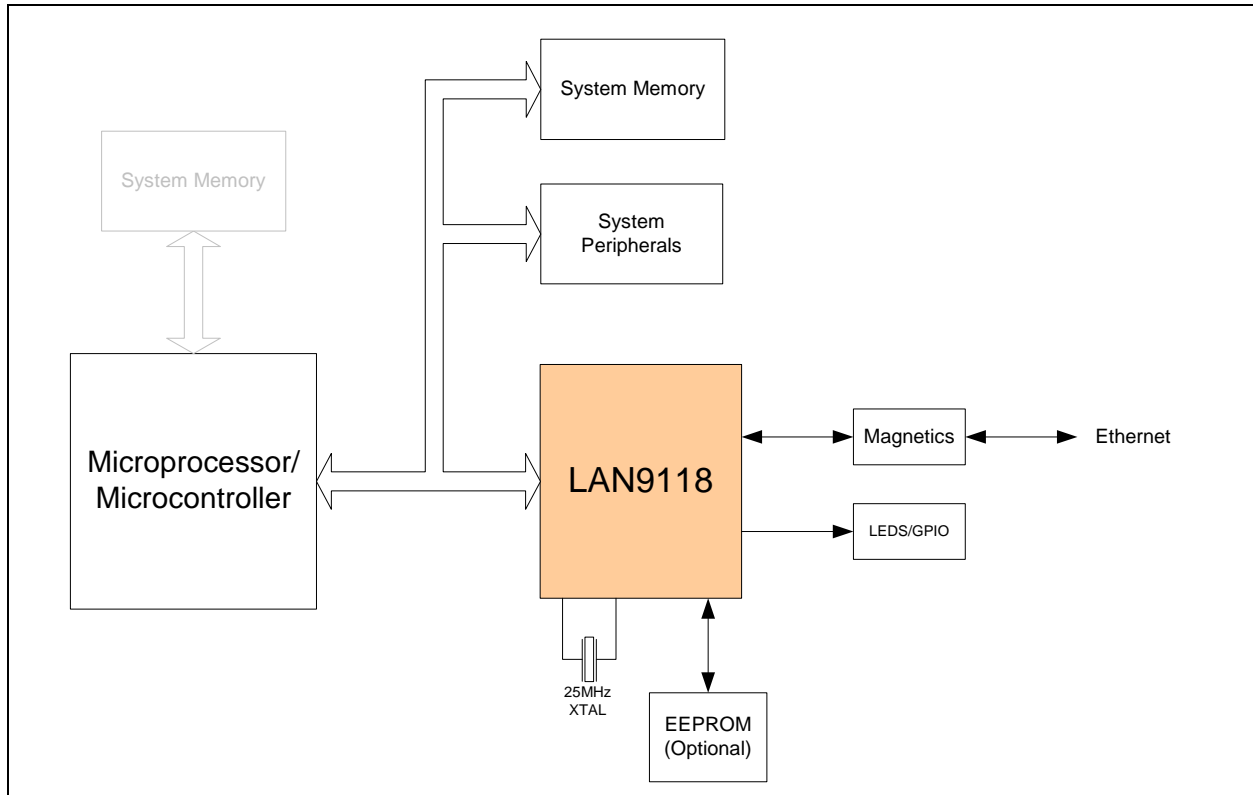 System Memory
System Memory
System
Peripherals
Microprocessor/
Microcontroller
LAN9118
Magnetics
Ethernet
LEDS/GPIO
25MHz
XTAL
EEPROM
(Optional)